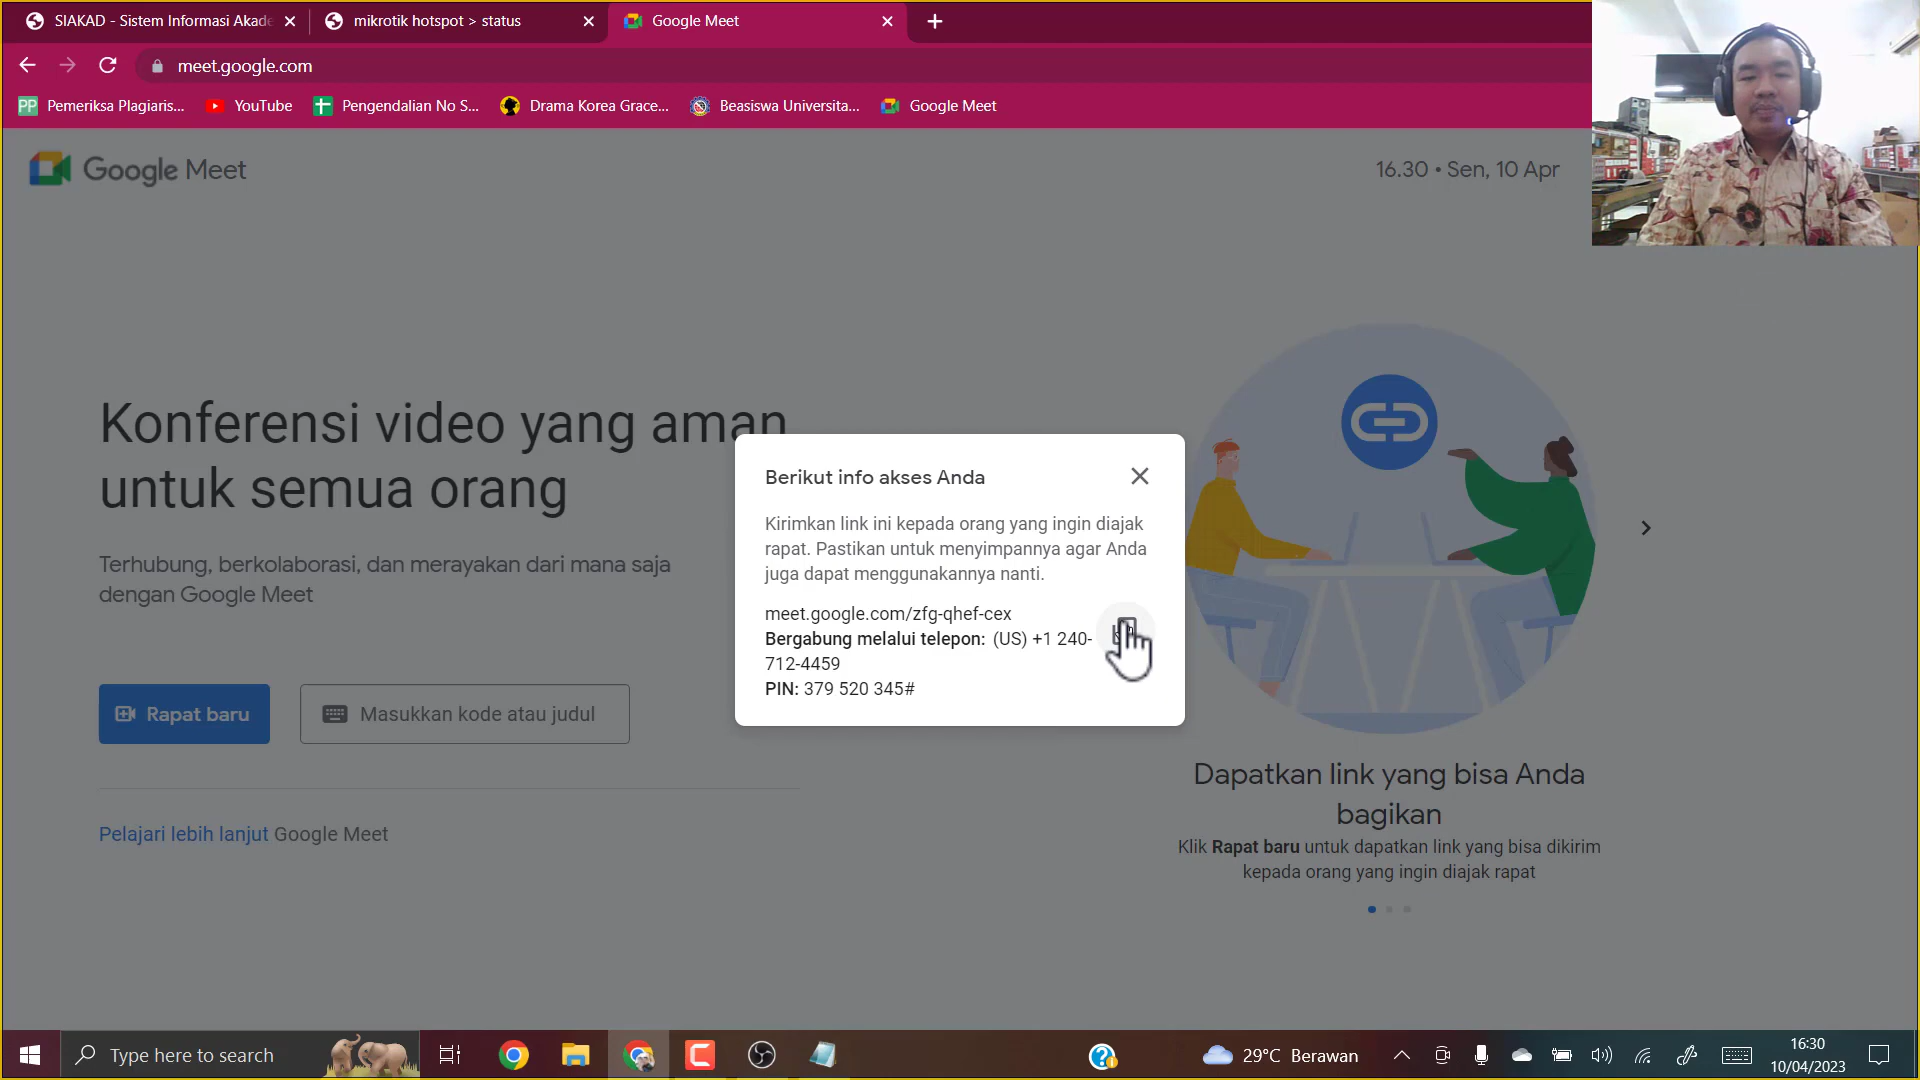 SIAKAD - Sistem Informasi Akade
mikrotik hotspot > status
Google Meet
meet.google.com
PP Pemeriksa Plagiaris...
YouTube
Pengendalian No S...
Drama Korea Grace...
Beasiswa Universita...
Google Meet
Google Meet
16.30 • Sen, 10 Apr
Konferensi video yang aman
untuk semua orang
Terhubung, berkolaborasi, dan merayakan dari mana saja
dengan Google Meet
Rapat baru
Masukkan kode atau judul
Pelajari lebih lanjut Google Meet
Berikut info akses Anda
Kirimkan link ini kepada orang yang ingin diajak
rapat. Pastikan untuk menyimpannya agar Anda
juga dapat menggunakannya nanti.
meet.google.com/zfg-qhef-cex
Bergabung melalui telepon: (US) +1 240-
712-4459
PIN: 379 520 345#
Dapatkan link yang bisa Anda
bagikan
Klik Rapat baru untuk dapatkan link yang bisa dikirim
kepada orang yang ingin diajak rapat
Type here to search
29°C Berawan
16:30
10/04/2023